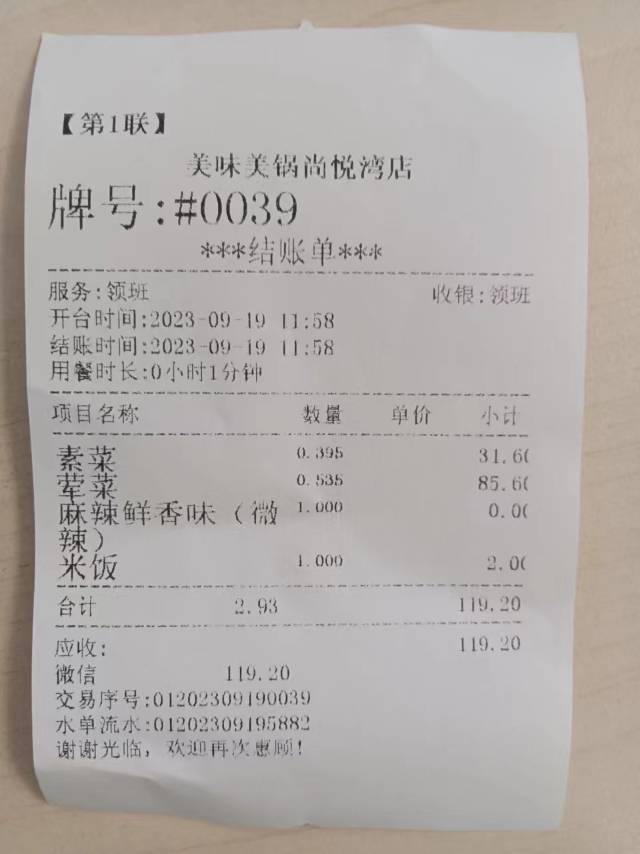 【第1联】
美味美锅尚悦湾店
牌号:#0039
***结账单***
服务:领班 收银:领班
开台时间:2023-09-19 11:58
结账时间:2023-09-19 11:58
用餐时长:0小时1分钟
项目名称 数量 单价 小计
素菜 0.395 31.60
荤菜 0.535 85.60
麻辣鲜香味（微 1.000 0.00
辣）
米饭 1.000 2.00
合计 2.93 119.20
应收: 119.20
微信 119.20
交易序号:01202309190039
水单流水:01202309195882
谢谢光临，欢迎再次惠顾!